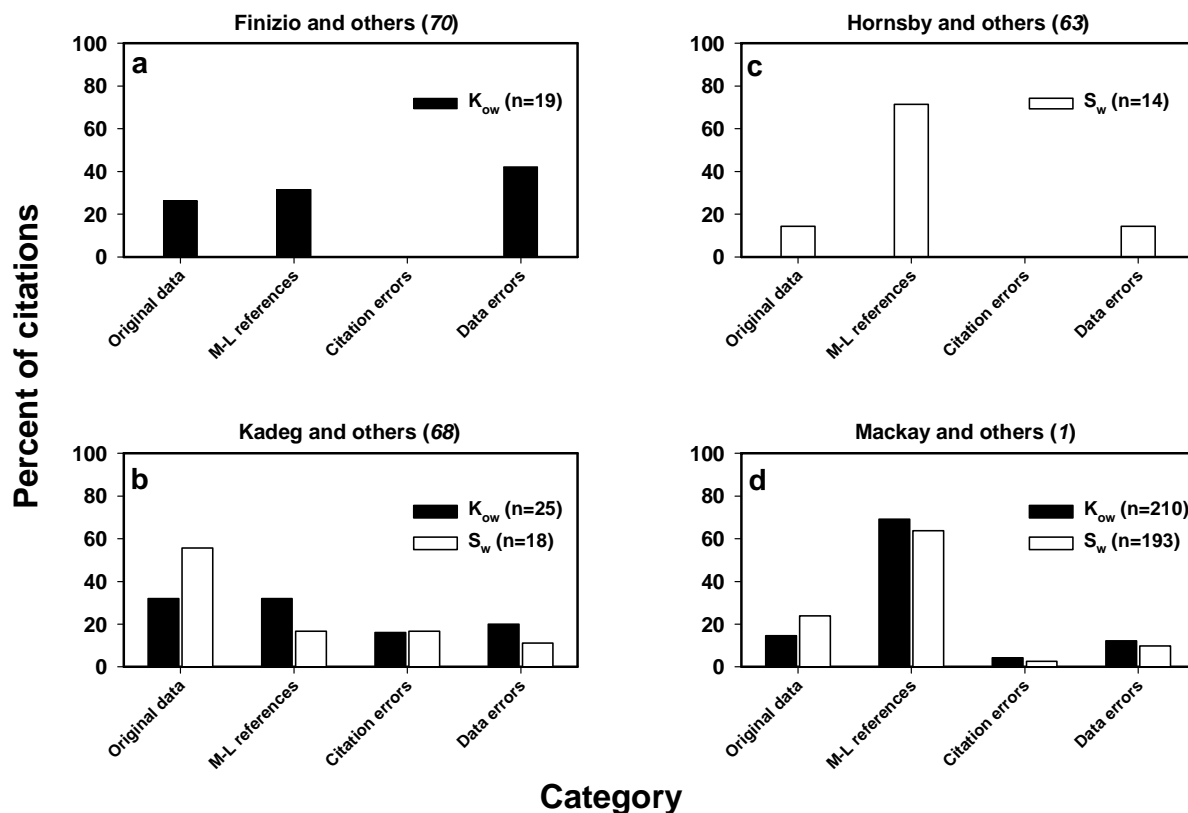 Percent of citations
Finizio and others (70)
100
80
60
40
20
0
a
Kow (n=19)
Original data
M-L references
Citation errors
Data errors
Hornsby and others (63)
100
80
60
40
20
0
c
Sw (n=14)
Original data
M-L references
Citation errors
Data errors
Kadeg and others (68)
100
80
60
40
20
0
b
Kow (n=25)
Sw (n=18)
Original data
M-L references
Citation errors
Data errors
Mackay and others (1)
100
80
60
40
20
0
d
Kow (n=210)
Sw (n=193)
Original data
M-L references
Citation errors
Data errors
Category